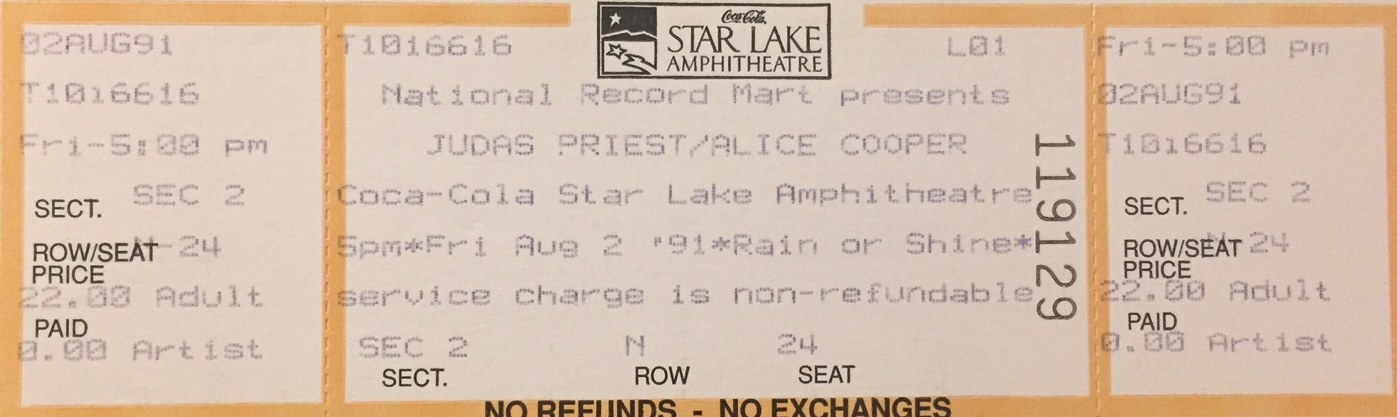 02AUG91
T1016616
Fri-5:00 pm
SECT. SEC 2
ROW/SEAT N-24
PRICE
22.00 Adult
PAID
0.00 Artist
Coca-Cola
STAR LAKE
AMPHITHEATRE
T1016616 L01
National Record Mart presents
JUDAS PRIEST/ALICE COOPER
Coca-Cola Star Lake Amphitheatre
5pm*Fri Aug 2 '91*Rain or Shine*
service charge is non-refundable
SEC 2 N 24
SECT. ROW SEAT
NO REFUNDS - NO EXCHANGES
119129
Fri-5:00 pm
02AUG91
T1016616
SECT. SEC 2
ROW/SEAT N-24
PRICE
22.00 Adult
PAID
0.00 Artist